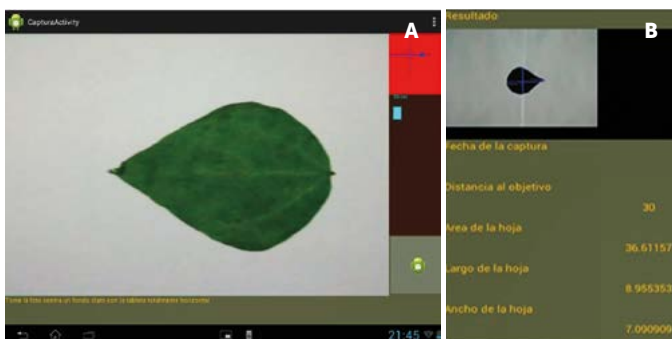 CapturaActivity
A
Tome la foto contra un fondo claro con la tableta totalmente horizontal
21:45
Resultado
B
Fecha de la captura
Distancia al objetivo
30
Area de la hoja
36.61157
Largo de la hoja
8.955353
Ancho de la hoja
7.090909